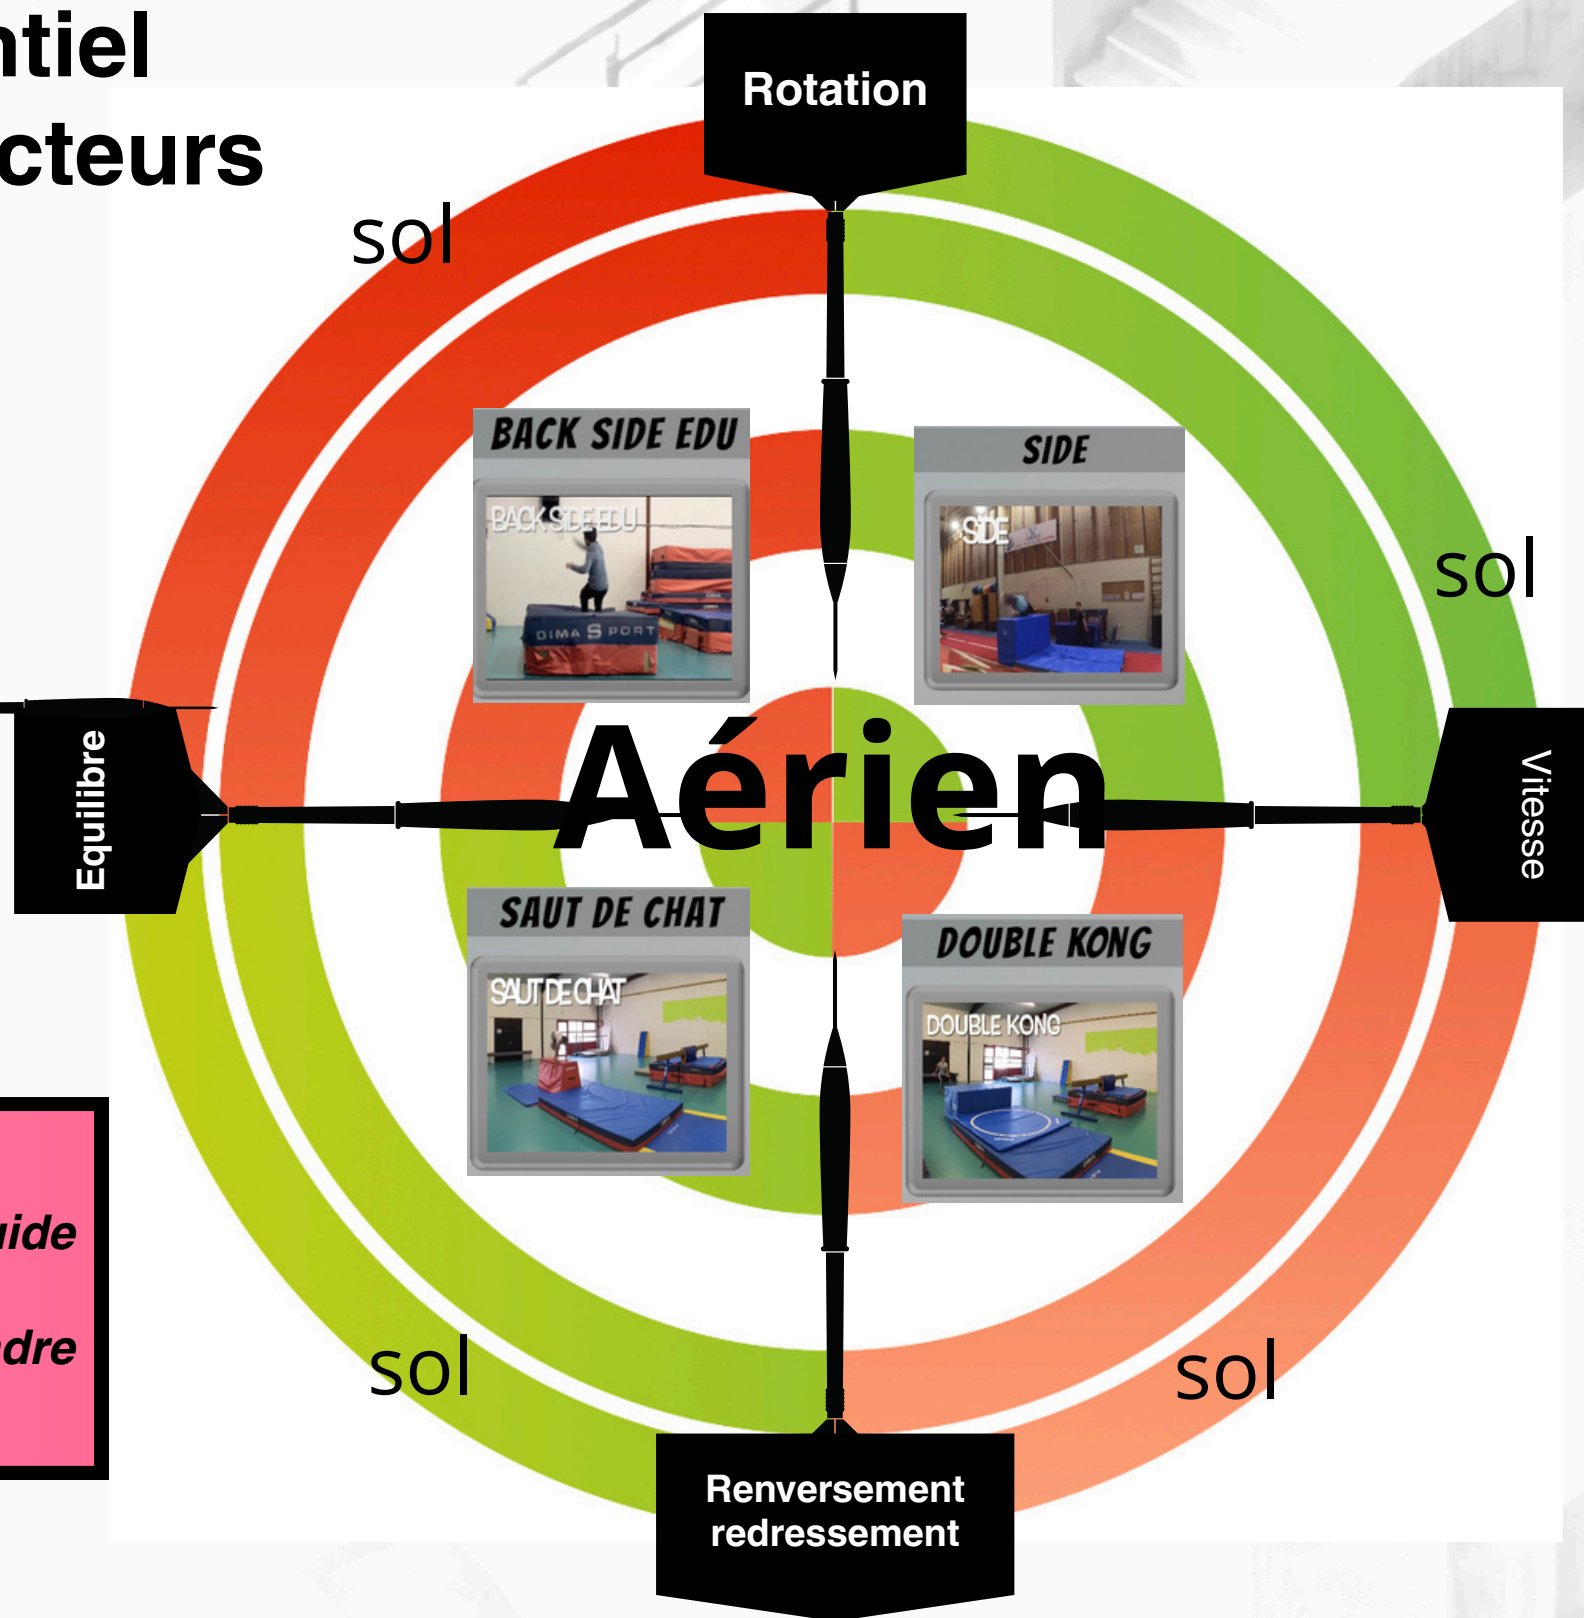 ntiel
cteurs
Rotation
sol
BACK SIDE EDU
BACK SIDE EDU
DIMA SPORT
SIDE
SIDE
sol
Equilibre
Aérien
Vitesse
SAUT DE CHAT
SAUT DE CHAT
DOUBLE KONG
DOUBLE KONG
uide
dre
sol
sol
Renversement
redressement